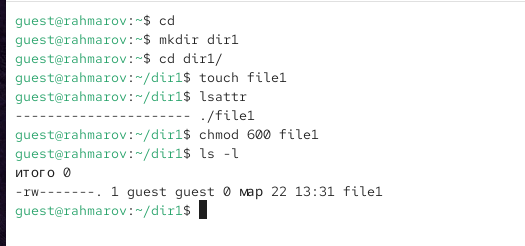 guest@rahmarov:~$ cd
guest@rahmarov:~$ mkdir dir1
guest@rahmarov:~$ cd dir1/
guest@rahmarov:~/dir1$ touch file1
guest@rahmarov:~/dir1$ lsattr
---------------------- ./file1
guest@rahmarov:~/dir1$ chmod 600 file1
guest@rahmarov:~/dir1$ ls -l
итого 0
-rw-------. 1 guest guest 0 мар 22 13:31 file1
guest@rahmarov:~/dir1$